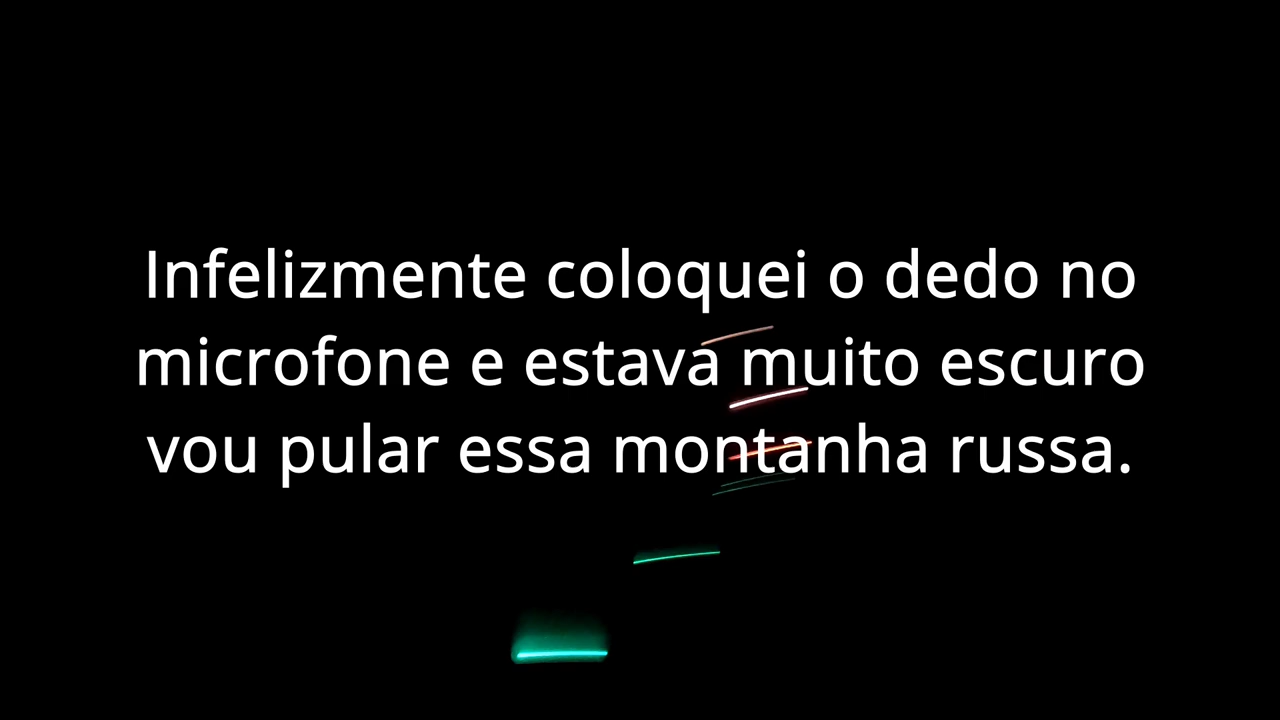 Infelizmente coloquei o dedo no
microfone e estava muito escuro
vou pular essa montanha russa.